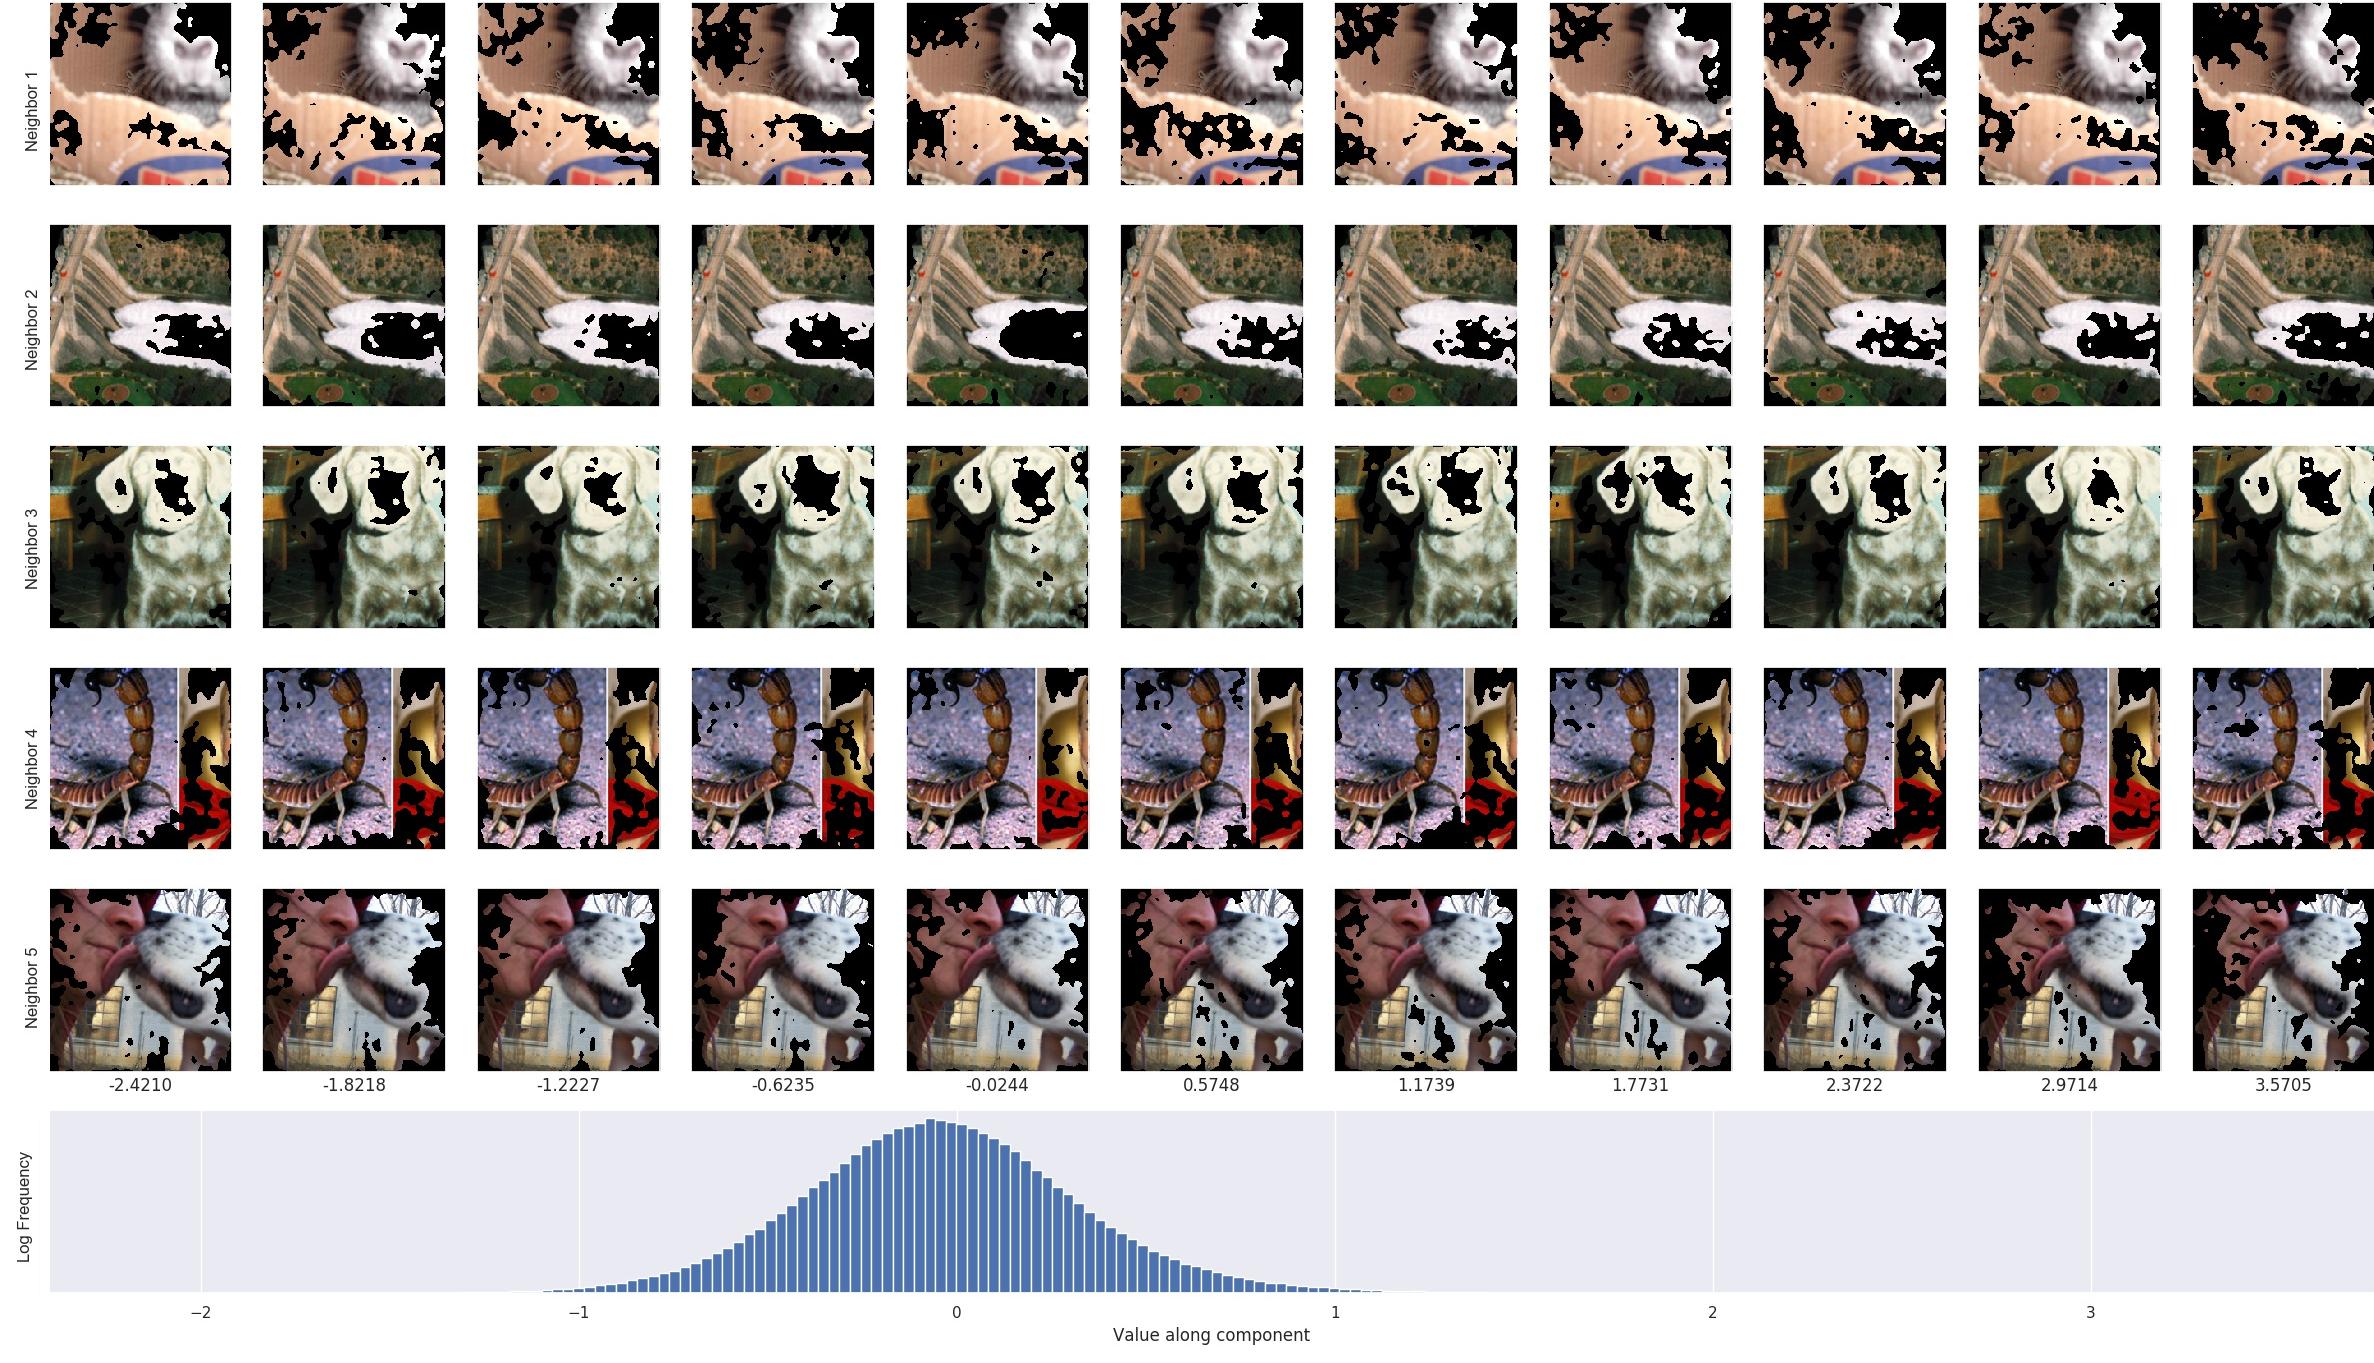 Neighbor 1
Neighbor 2
Neighbor 3
Neighbor 4
Neighbor 5
-2.4210 -1.8218 -1.2227 -0.6235 -0.0244 0.5748 1.1739 1.7731 2.3722 2.9714 3.5705
Log Frequency
−2 −1 0 1 2 3
Value along component